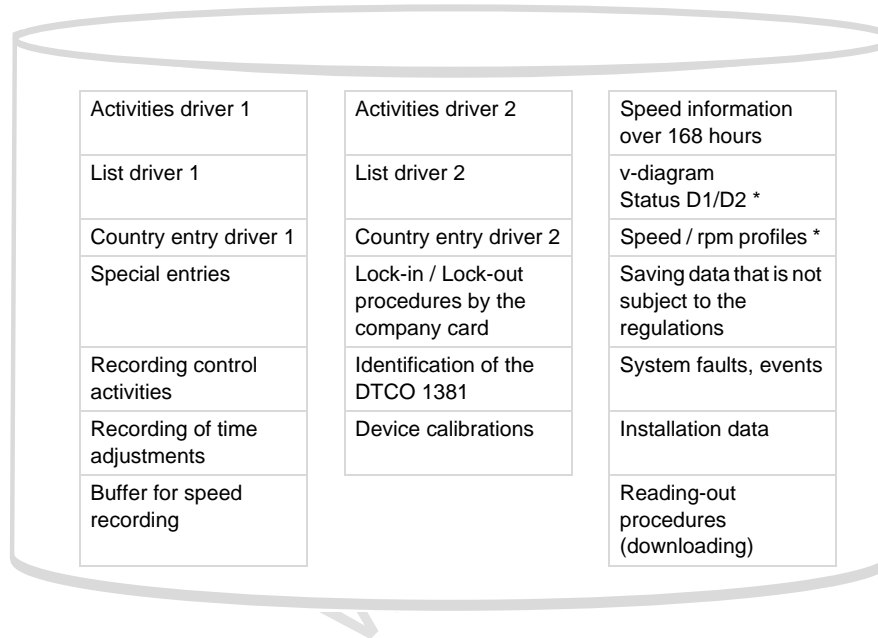 Activities driver 1
List driver 1
Country entry driver 1
Special entries
Recording control
activities
Recording of time
adjustments
Buffer for speed
recording
Activities driver 2
List driver 2
Country entry driver 2
Lock-in / Lock-out
procedures by the
company card
Identification of the
DTCO 1381
Device calibrations
Speed information
over 168 hours
v-diagram
Status D1/D2 *
Speed / rpm profiles *
Saving data that is not
subject to the
regulations
System faults, events
Installation data
Reading-out
procedures
(downloading)